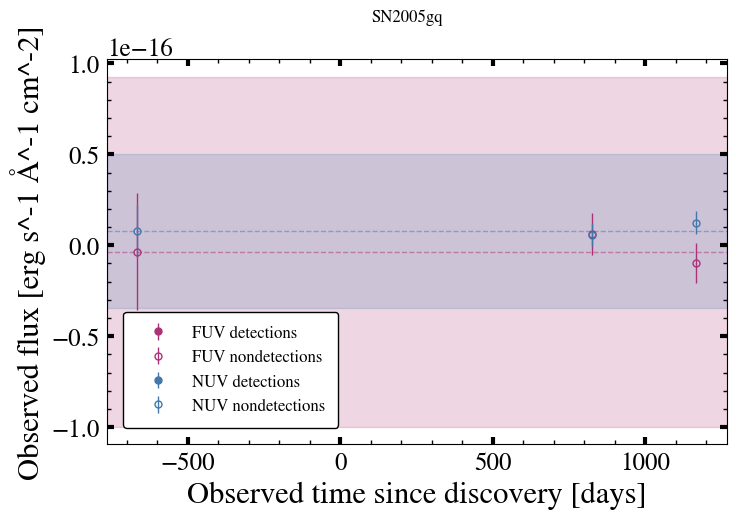 SN2005gq
1e−16
1.0
0.5
0.0
−0.5
−1.0
Observed flux [erg s^-1 Å^-1 cm^-2]
FUV detections
FUV nondetections
NUV detections
NUV nondetections
−500
0
500
1000
Observed time since discovery [days]